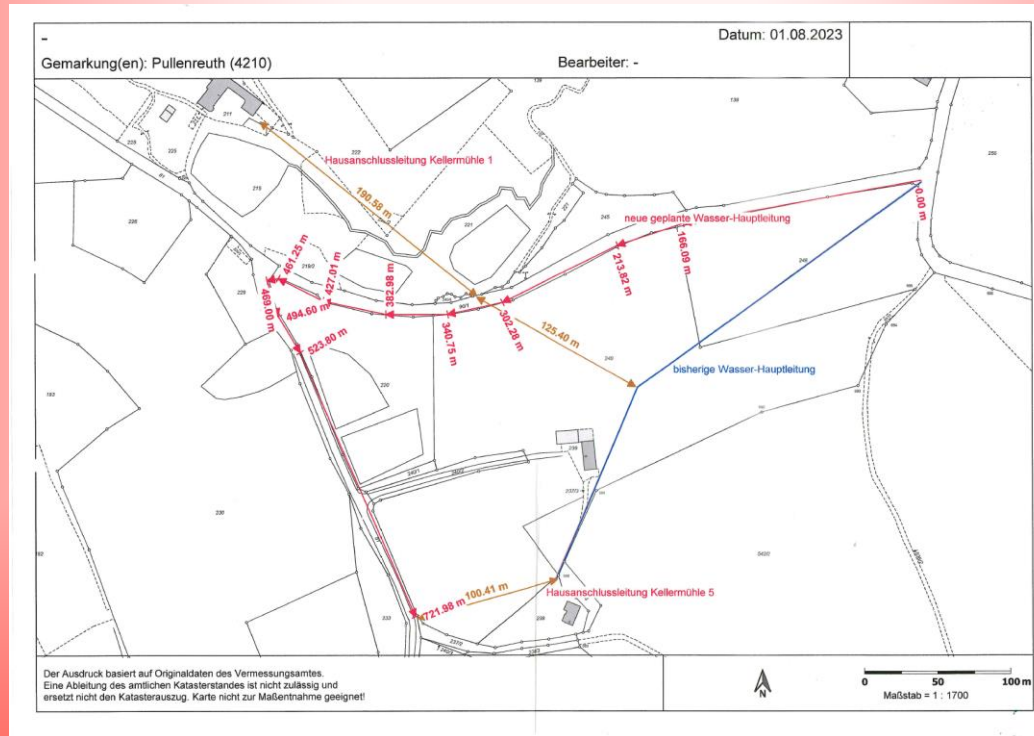 -
Datum: 01.08.2023
Gemarkung(en): Pullenreuth (4210)
Bearbeiter: -
Hausanschlussleitung Kellermühle 1
190.58 m
neue geplante Wasser-Hauptleitung
0.00 m
166.09 m
213.82 m
461.25 m
427.01 m
382.98 m
469.00 m
494.60 m
340.75 m
302.28 m
523.80 m
125.40 m
bisherige Wasser-Hauptleitung
721.98 m
100.41 m
Hausanschlussleitung Kellermühle 5
Der Ausdruck basiert auf Originaldaten des Vermessungsamtes.
Eine Ableitung des amtlichen Katasterstandes ist nicht zulässig und
ersetzt nicht den Katasterauszug. Karte nicht zur Maßentnahme geeignet!
N
0 50 100 m
Maßstab = 1 : 1700